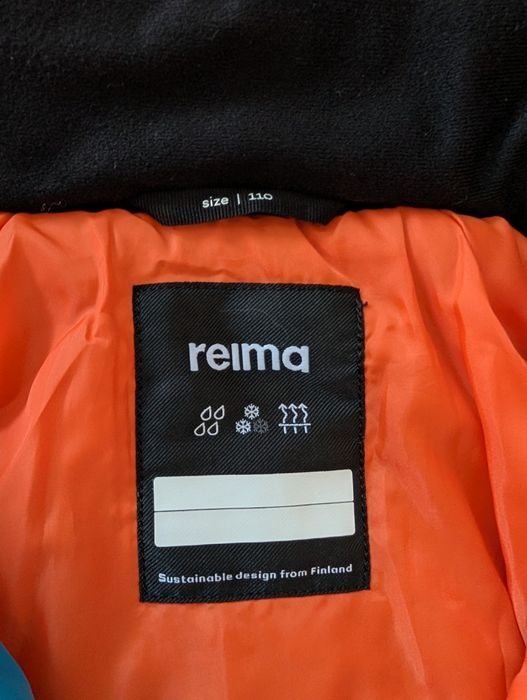 size | 110
reima
Sustainable design from Finland